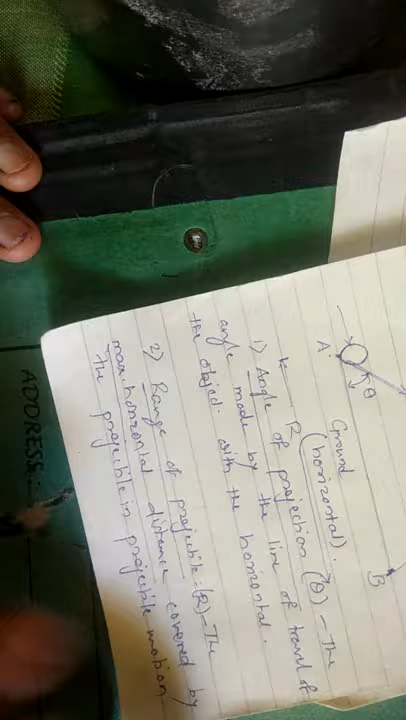 θ
A
B
Ground
(horizontal).
R
1) Angle of projection (θ) - The
angle made by the line of travel of
the object with the horizontal.
2) Range of projectile :(R) - The
max. horizontal distance covered by
the projectile in projectile motion
ADDRESS: